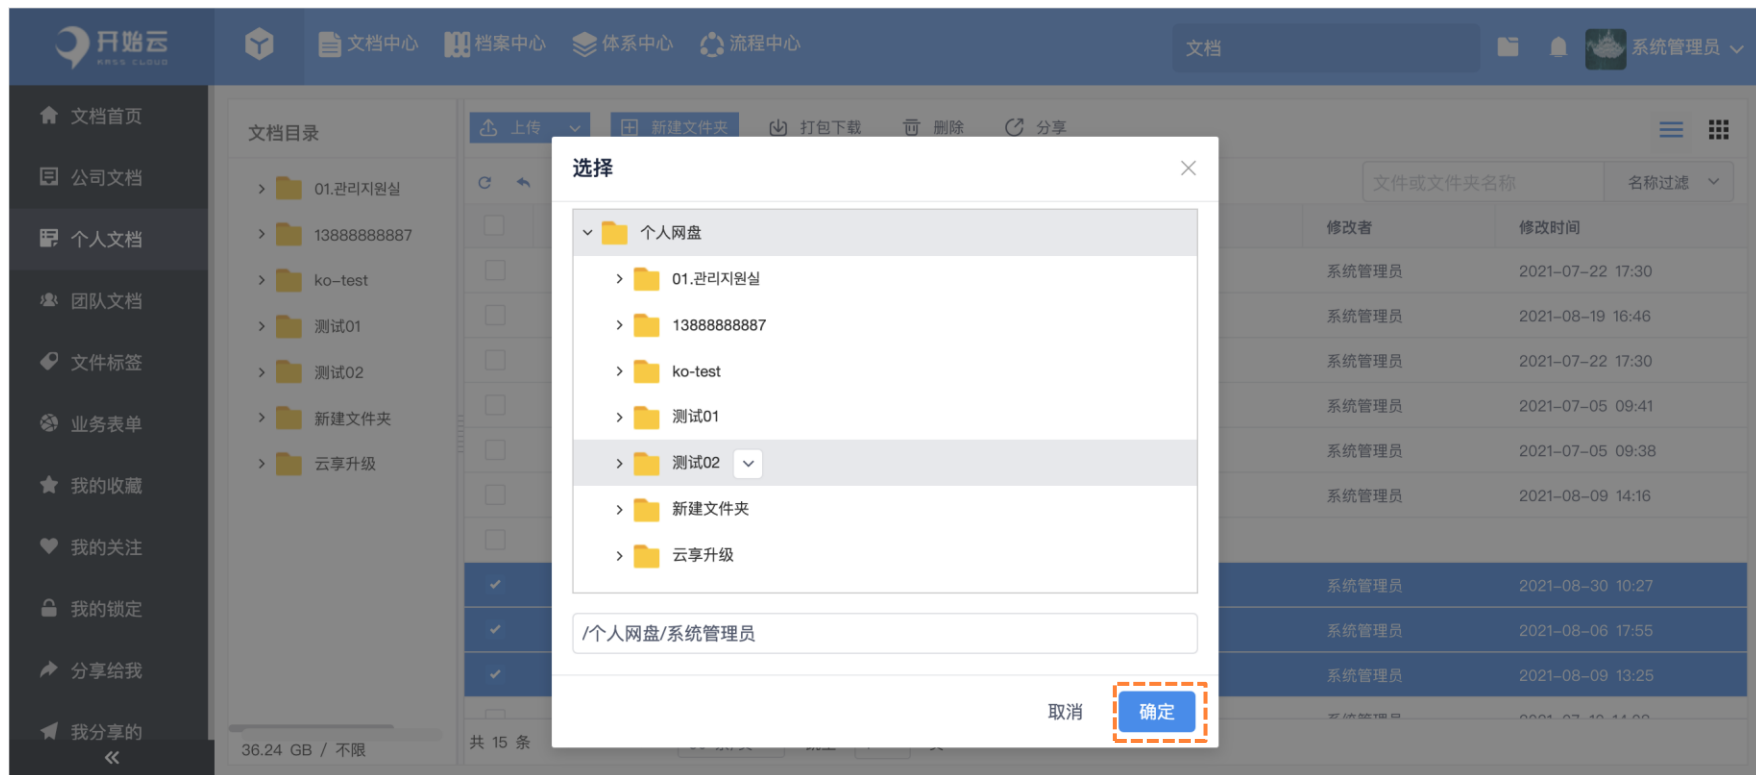 开始云
KASS CLOUD
文档中心
档案中心
体系中心
流程中心
文档
系统管理员
文档首页
公司文档
个人文档
团队文档
文件标签
业务表单
我的收藏
我的关注
我的锁定
分享给我
我分享的
文档目录
01.관리지원실
13888888887
ko-test
测试01
测试02
新建文件夹
云享升级
36.24 GB / 不限
上传
新建文件夹
打包下载
删除
分享
文件或文件夹名称
名称过滤
修改者
修改时间
系统管理员 2021-07-22 17:30
系统管理员 2021-08-19 16:46
系统管理员 2021-07-22 17:30
系统管理员 2021-07-05 09:41
系统管理员 2021-07-05 09:38
系统管理员 2021-08-09 14:16
系统管理员 2021-08-30 10:27
系统管理员 2021-08-06 17:55
系统管理员 2021-08-09 13:25
共 15 条
选择
个人网盘
01.관리지원실
13888888887
ko-test
测试01
测试02
新建文件夹
云享升级
/个人网盘/系统管理员
取消
确定